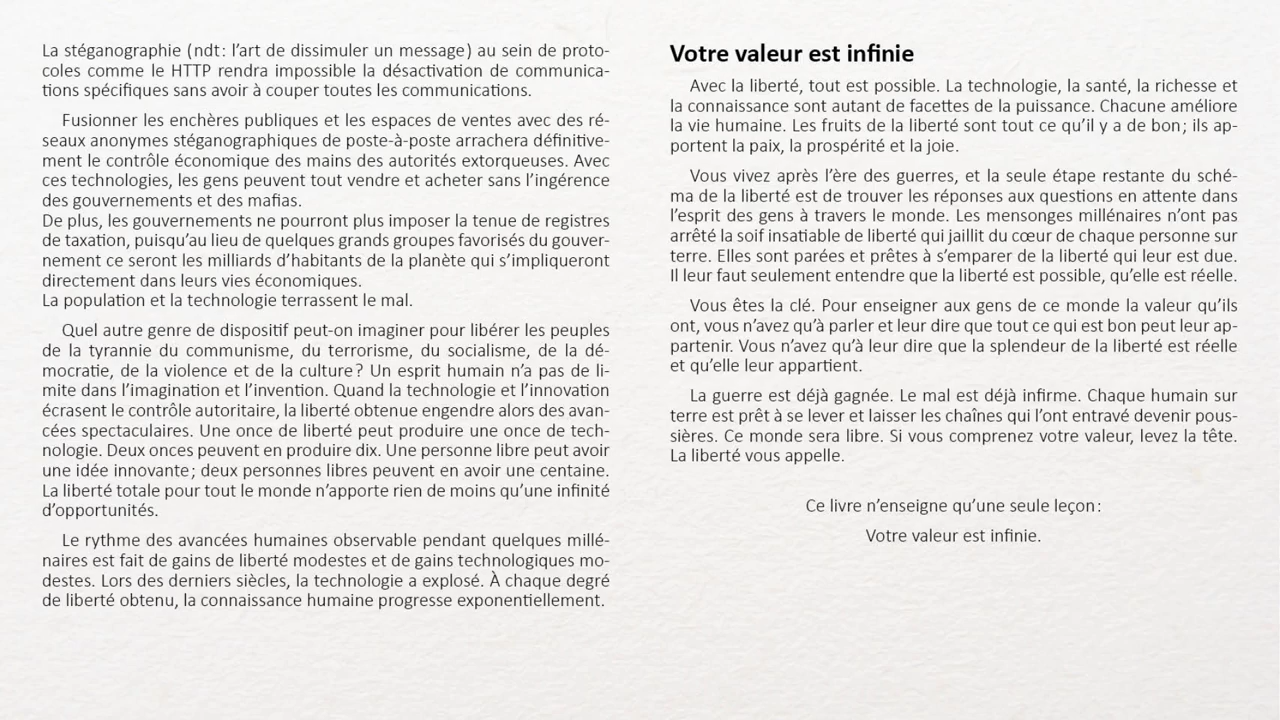 La stéganographie (ndt : l’art de dissimuler un message) au sein de proto-
coles comme le HTTP rendra impossible la désactivation de communica-
tions spécifiques sans avoir à couper toutes les communications.
Fusionner les enchères publiques et les espaces de ventes avec des ré-
seaux anonymes stéganographiques de poste-à-poste arrachera définitive-
ment le contrôle économique des mains des autorités extorqueuses. Avec
ces technologies, les gens peuvent tout vendre et acheter sans l’ingérence
des gouvernements et des mafias.
De plus, les gouvernements ne pourront plus imposer la tenue de registres
de taxation, puisqu’au lieu de quelques grands groupes favorisés du gouver-
nement ce seront les milliards d’habitants de la planète qui s’impliqueront
directement dans leurs vies économiques.
La population et la technologie terrassent le mal.
Quel autre genre de dispositif peut-on imaginer pour libérer les peuples
de la tyrannie du communisme, du terrorisme, du socialisme, de la dé-
mocratie, de la violence et de la culture ? Un esprit humain n’a pas de li-
mite dans l’imagination et l’invention. Quand la technologie et l’innovation
écrasent le contrôle autoritaire, la liberté obtenue engendre alors des avan-
cées spectaculaires. Une once de liberté peut produire une once de tech-
nologie. Deux onces peuvent en produire dix. Une personne libre peut avoir
une idée innovante ; deux personnes libres peuvent en avoir une centaine.
La liberté totale pour tout le monde n’apporte rien de moins qu’une infinité
d’opportunités.
Le rythme des avancées humaines observable pendant quelques millé-
naires est fait de gains de liberté modestes et de gains technologiques mo-
destes. Lors des derniers siècles, la technologie a explosé. À chaque degré
de liberté obtenu, la connaissance humaine progresse exponentiellement.
Votre valeur est infinie
Avec la liberté, tout est possible. La technologie, la santé, la richesse et
la connaissance sont autant de facettes de la puissance. Chacune améliore
la vie humaine. Les fruits de la liberté sont tout ce qu’il y a de bon ; ils ap-
portent la paix, la prospérité et la joie.
Vous vivez après l’ère des guerres, et la seule étape restante du sché-
ma de la liberté est de trouver les réponses aux questions en attente dans
l’esprit des gens à travers le monde. Les mensonges millénaires n’ont pas
arrêté la soif insatiable de liberté qui jaillit du cœur de chaque personne sur
terre. Elles sont parées et prêtes à s’emparer de la liberté qui leur est due.
Il leur faut seulement entendre que la liberté est possible, qu’elle est réelle.
Vous êtes la clé. Pour enseigner aux gens de ce monde la valeur qu’ils
ont, vous n’avez qu’à parler et leur dire que tout ce qui est bon peut leur ap-
partenir. Vous n’avez qu’à leur dire que la splendeur de la liberté est réelle
et qu’elle leur appartient.
La guerre est déjà gagnée. Le mal est déjà infirme. Chaque humain sur
terre est prêt à se lever et laisser les chaînes qui l’ont entravé devenir pous-
sières. Ce monde sera libre. Si vous comprenez votre valeur, levez la tête.
La liberté vous appelle.
Ce livre n’enseigne qu’une seule leçon :
Votre valeur est infinie.